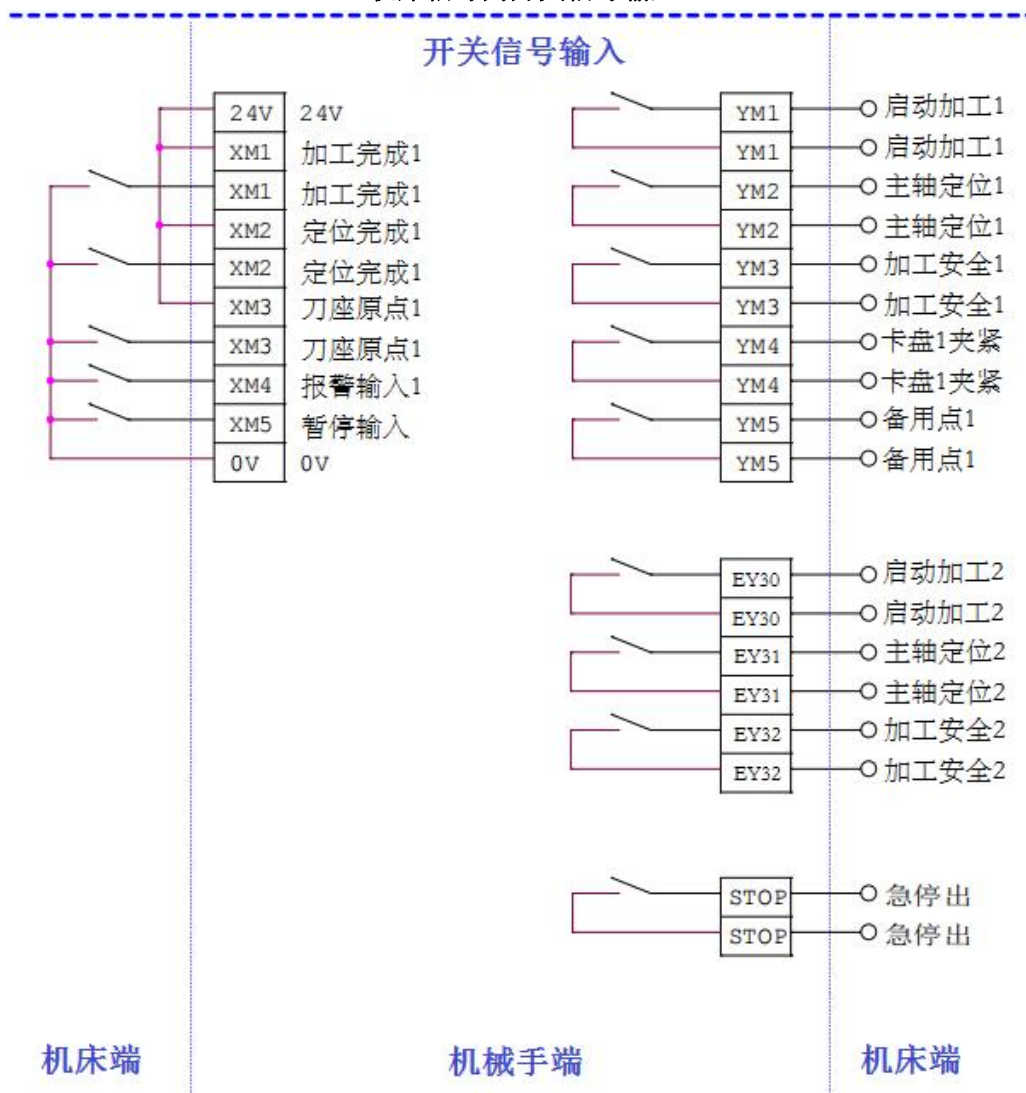 开关信号输入
24V 24V
XM1 加工完成1
XM1 加工完成1
XM2 定位完成1
XM2 定位完成1
XM3 刀座原点1
XM3 刀座原点1
XM4 报警输入1
XM5 暂停输入
0V 0V
YM1 启动加工1
YM1 启动加工1
YM2 主轴定位1
YM2 主轴定位1
YM3 加工安全1
YM3 加工安全1
YM4 卡盘1夹紧
YM4 卡盘1夹紧
YM5 备用点1
YM5 备用点1
EY30 启动加工2
EY30 启动加工2
EY31 主轴定位2
EY31 主轴定位2
EY32 加工安全2
EY32 加工安全2
STOP 急停出
STOP 急停出
机床端 机械手端 机床端